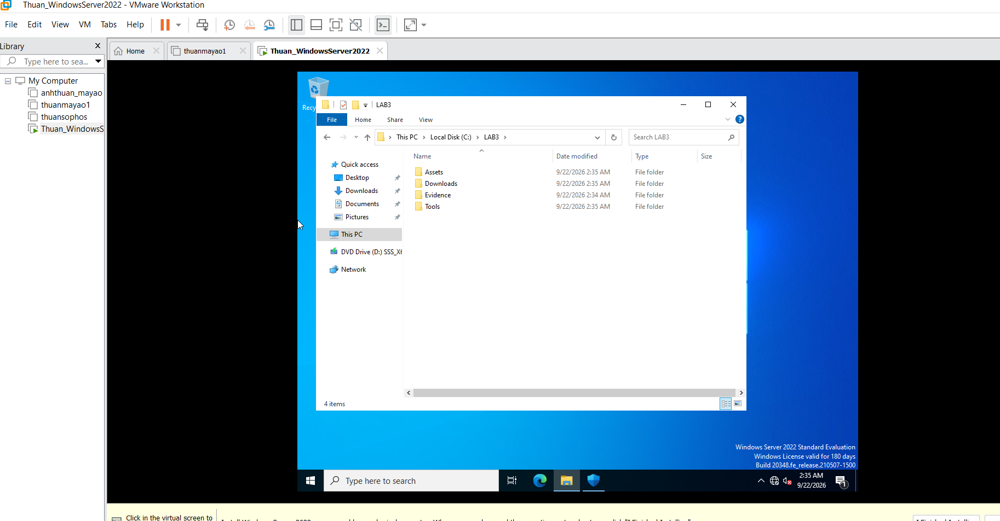 Thuan_WindowsServer2022 - VMware Workstation
File Edit View VM Tabs Help
Library
Type here to sea...
My Computer
anhthuan_mayao
thuanmayao1
thuansophos
Thuan_WindowsS
Home
thuanmayao1
Thuan_WindowsServer2022
Recy
LAB3
File Home Share View
This PC Local Disk (C:) LAB3
Search LAB3
Quick access
Desktop
Downloads
Documents
Pictures
This PC
DVD Drive (D:) SSS_X6
Network
Name Date modified Type Size
Assets 9/22/2026 2:35 AM File folder
Downloads 9/22/2026 2:35 AM File folder
Evidence 9/22/2026 2:34 AM File folder
Tools 9/22/2026 2:35 AM File folder
4 items
Windows Server 2022 Standard Evaluation
Windows License valid for 180 days
Build 20348.fe_release.210507-1500
Type here to search
2:35 AM
9/22/2026
1
Click in the virtual screen to